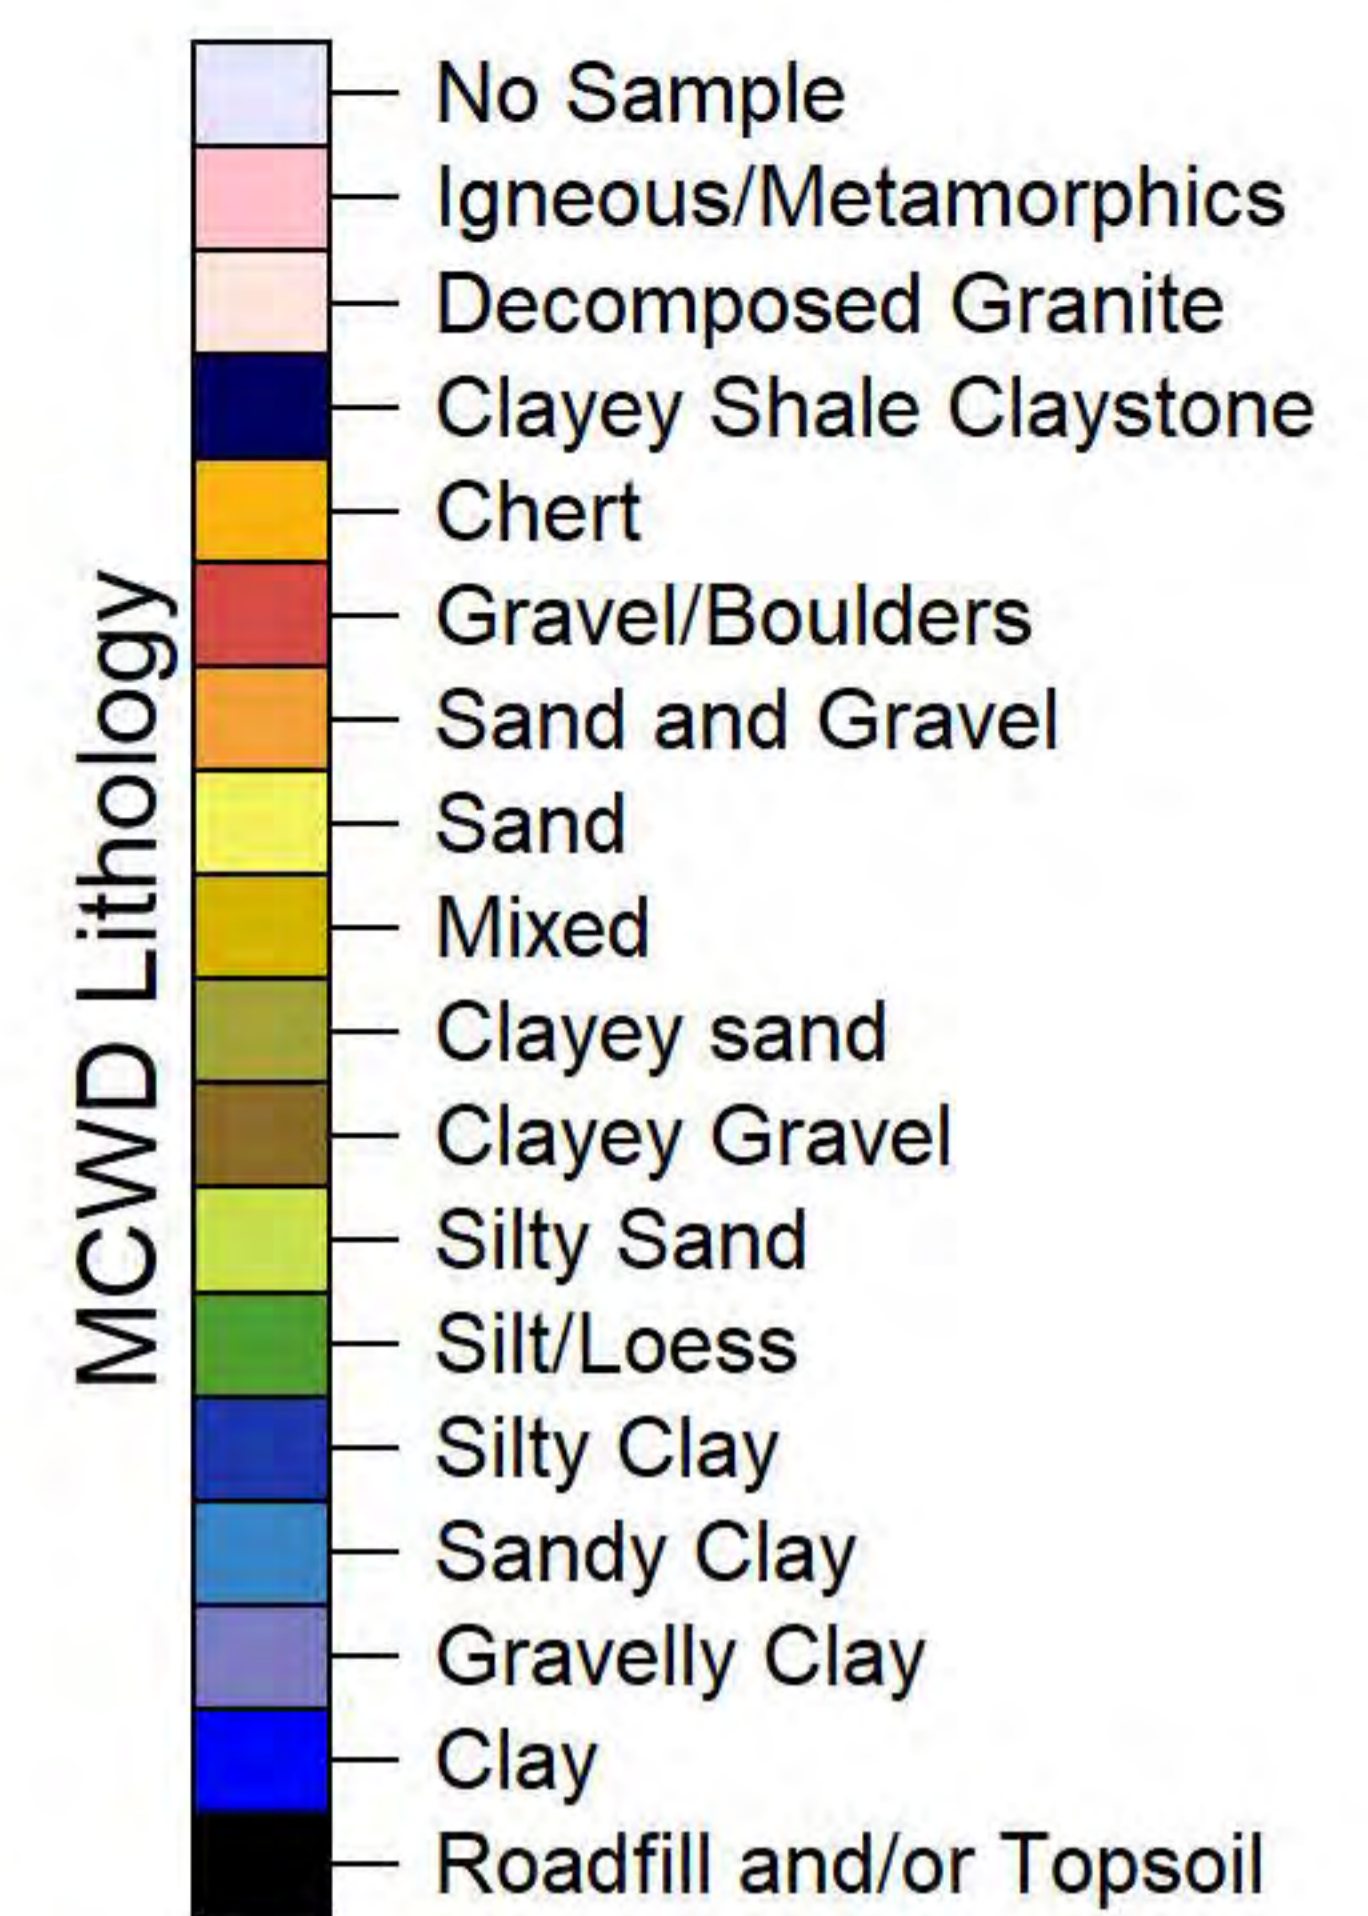 MCWD Lithology
No Sample
Igneous/Metamorphics
Decomposed Granite
Clayey Shale Claystone
Chert
Gravel/Boulders
Sand and Gravel
Sand
Mixed
Clayey sand
Clayey Gravel
Silty Sand
Silt/Loess
Silty Clay
Sandy Clay
Gravelly Clay
Clay
Roadfill and/or Topsoil